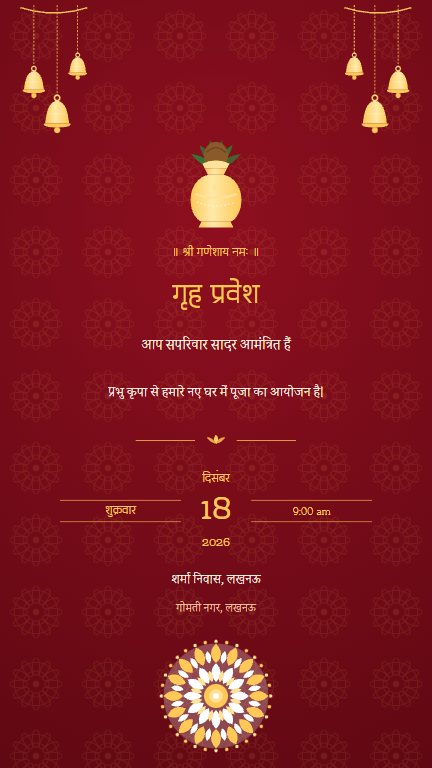 ॥ श्री गणेशाय नमः ॥
गृह प्रवेश
आप सपरिवार सादर आमंत्रित हैं
प्रभु कृपा से हमारे नए घर में पूजा का आयोजन है|
दिसंबर
शुक्रवार 18 9:00 am
2026
शर्मा निवास, लखनऊ
गोमती नगर, लखनऊ